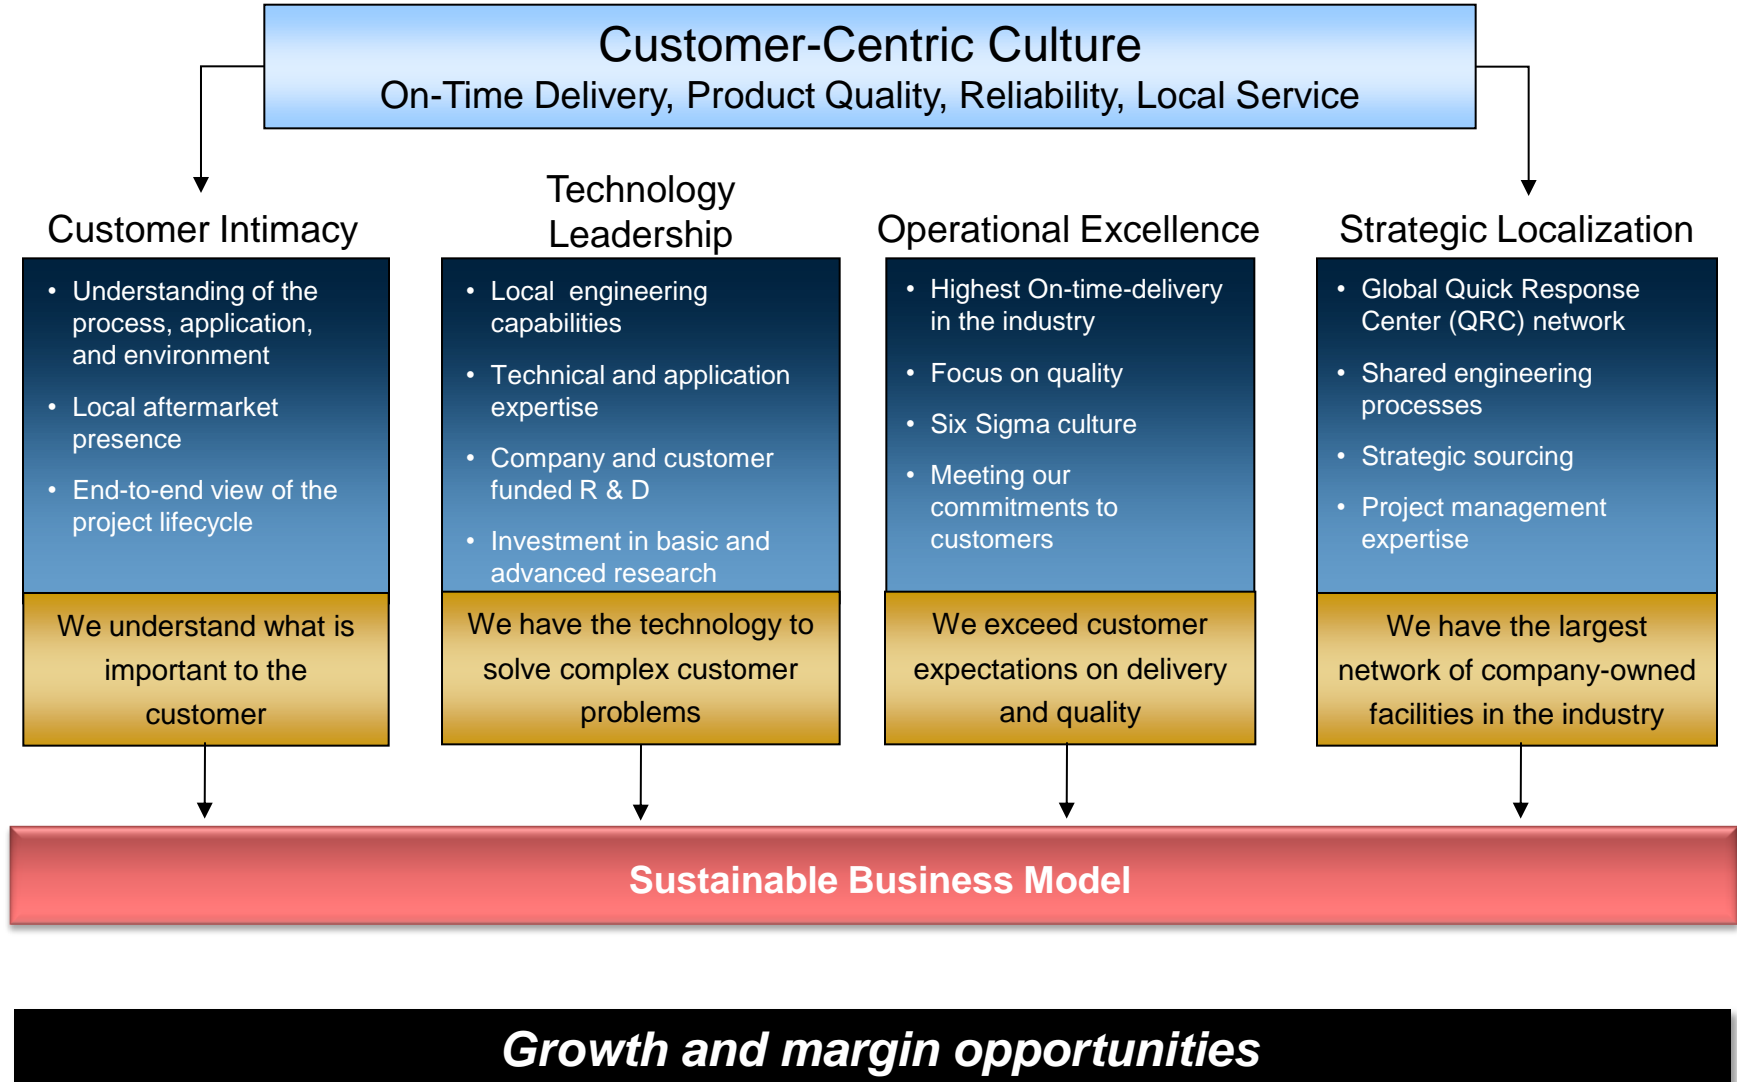 Customer-Centric Culture
On-Time Delivery, Product Quality, Reliability, Local Service
Customer Intimacy
• Understanding of the
process, application,
and environment
• Local aftermarket
presence
• End-to-end view of the
project lifecycle
We understand what is
important to the
customer
Technology
Leadership
• Local engineering
capabilities
• Technical and application
expertise
• Company and customer
funded R & D
• Investment in basic and
advanced research
We have the technology to
solve complex customer
problems
Operational Excellence
• Highest On-time-delivery
in the industry
• Focus on quality
• Six Sigma culture
• Meeting our
commitments to
customers
We exceed customer
expectations on delivery
and quality
Strategic Localization
• Global Quick Response
Center (QRC) network
• Shared engineering
processes
• Strategic sourcing
• Project management
expertise
We have the largest
network of company-owned
facilities in the industry
Sustainable Business Model
Growth and margin opportunities